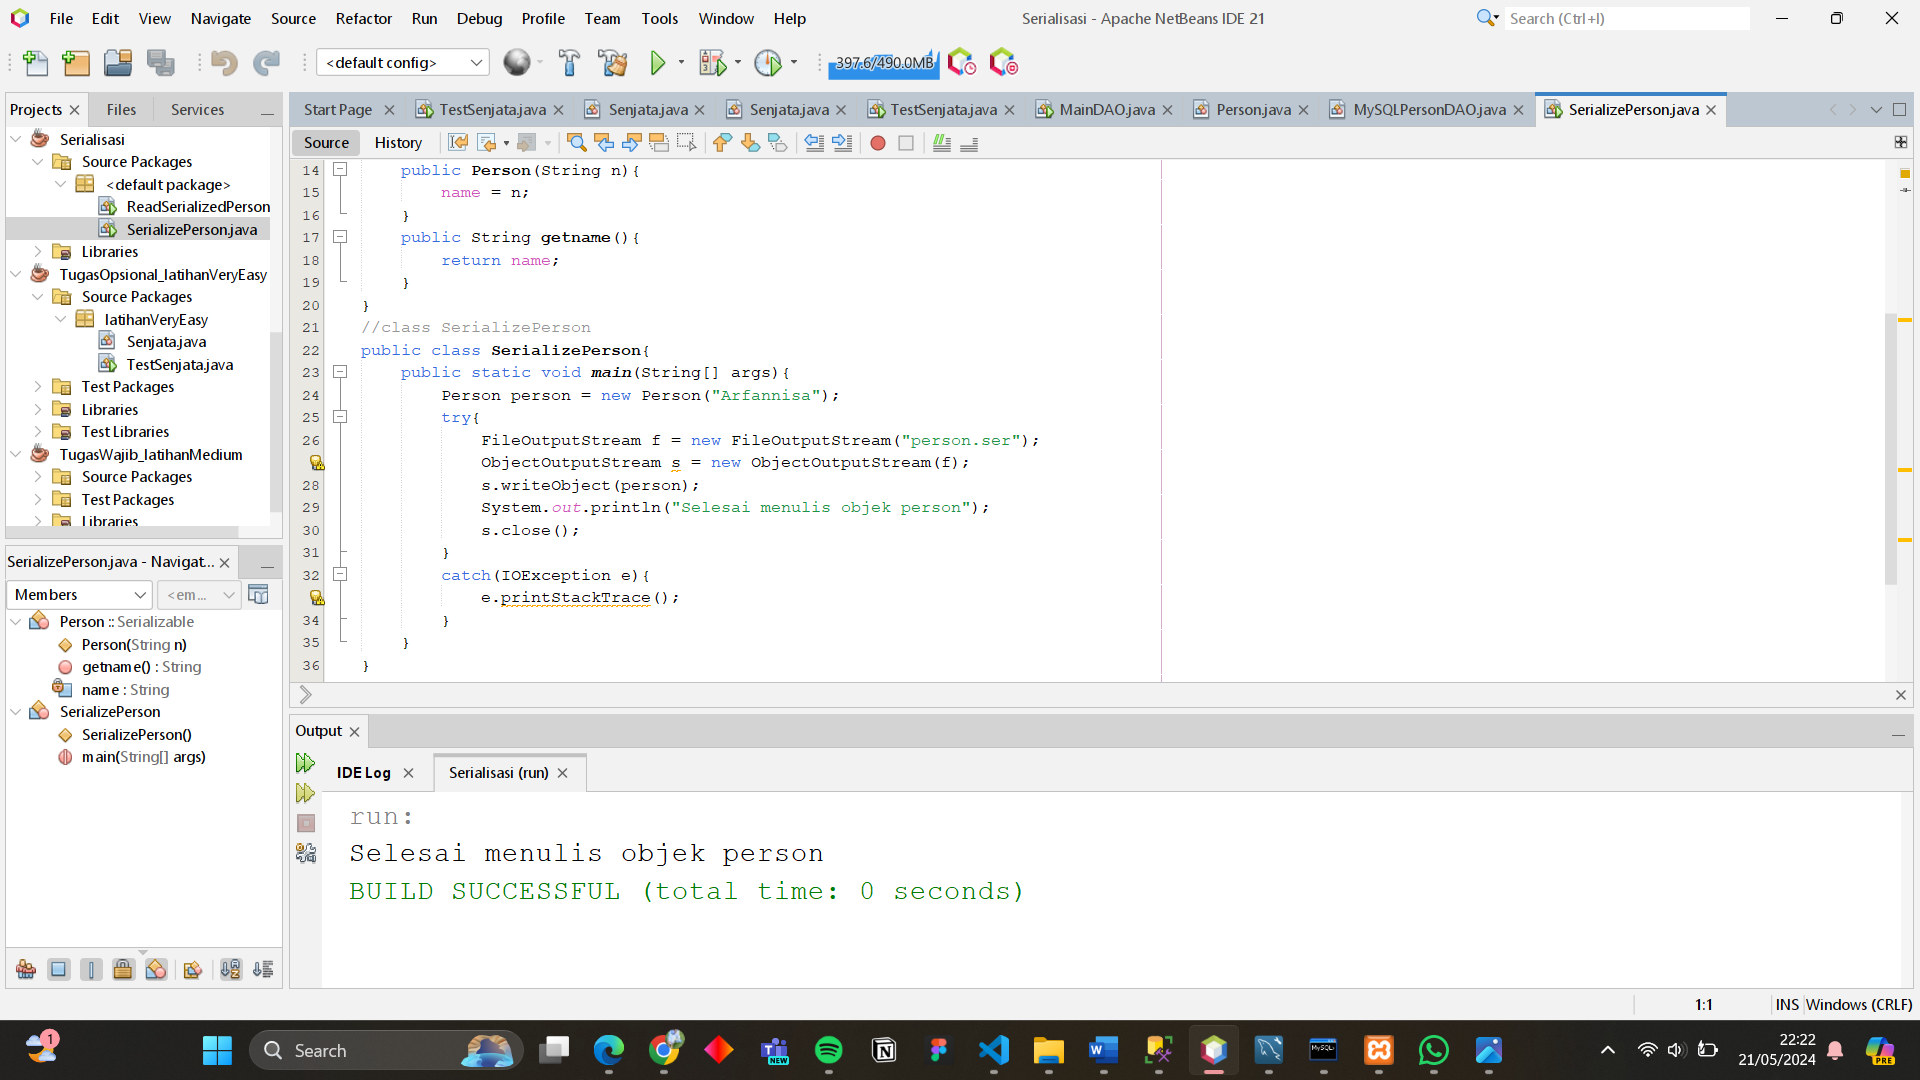 File Edit View Navigate Source Refactor Run Debug Profile Team Tools Window Help
Serialisasi - Apache NetBeans IDE 21
Search (Ctrl+I)
<default config>
397.6/490.0MB
Projects Files Services
Start Page TestSenjata.java Senjata.java Senjata.java TestSenjata.java MainDAO.java Person.java MySQLPersonDAO.java SerializePerson.java
Source History
Serialisasi
Source Packages
<default package>
ReadSerializedPerson
SerializePerson.java
Libraries
TugasOpsional_latihanVeryEasy
Source Packages
latihanVeryEasy
Senjata.java
TestSenjata.java
Test Packages
Libraries
Test Libraries
TugasWajib_latihanMedium
Source Packages
Test Packages
Libraries
14 public Person(String n){
15 name = n;
16 }
17 public String getname(){
18 return name;
19 }
20 }
21 //class SerializePerson
22 public class SerializePerson{
23 public static void main(String[] args){
24 Person person = new Person("Arfannisa");
25 try{
26 FileOutputStream f = new FileOutputStream("person.ser");
ObjectOutputStream s = new ObjectOutputStream(f);
28 s.writeObject(person);
29 System.out.println("Selesai menulis objek person");
30 s.close();
31 }
32 catch(IOException e){
e.printStackTrace();
34 }
35 }
36 }
SerializePerson.java - Navigat...
Members
<em...
Person :: Serializable
Person(String n)
getname() : String
name : String
SerializePerson
SerializePerson()
main(String[] args)
Output
IDE Log Serialisasi (run)
run:
Selesai menulis objek person
BUILD SUCCESSFUL (total time: 0 seconds)
1:1 INS Windows (CRLF)
1
Search
NEW
MySQL
22:22
21/05/2024
PRE